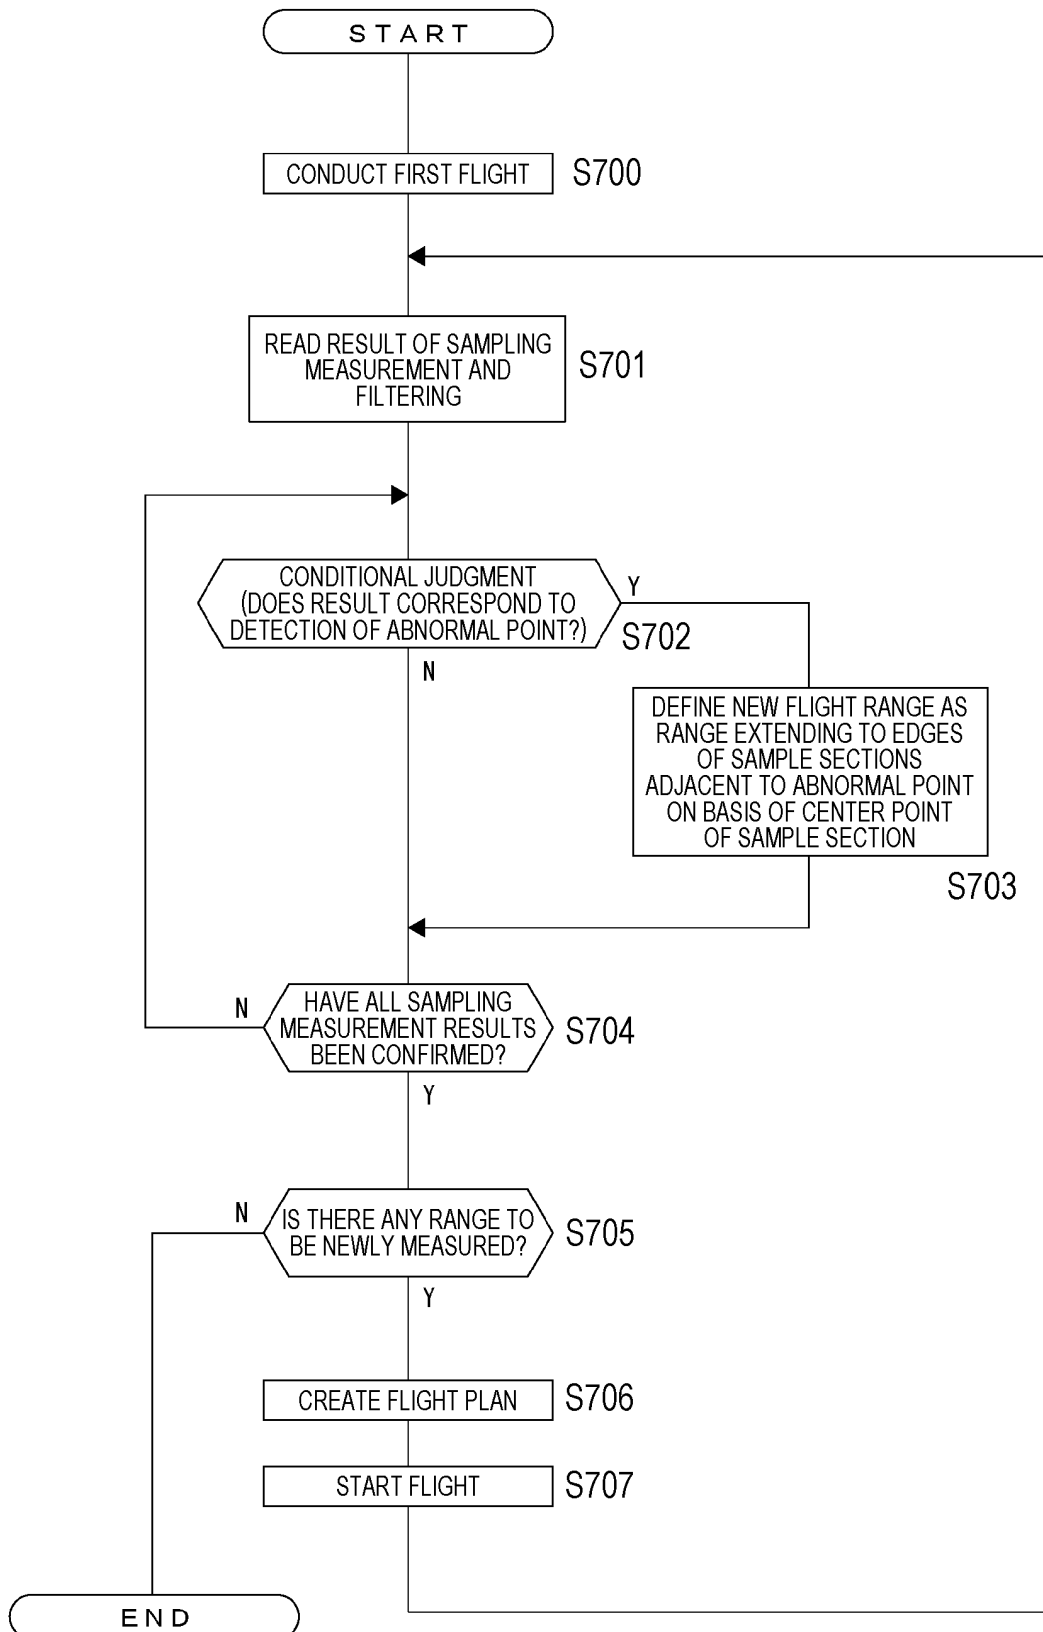 START
CONDUCT FIRST FLIGHT
S700
READ RESULT OF SAMPLING
MEASUREMENT AND
FILTERING
S701
CONDITIONAL JUDGMENT
(DOES RESULT CORRESPOND TO
DETECTION OF ABNORMAL POINT?)
Y
S702
N
DEFINE NEW FLIGHT RANGE AS
RANGE EXTENDING TO EDGES
OF SAMPLE SECTIONS
ADJACENT TO ABNORMAL POINT
ON BASIS OF CENTER POINT
OF SAMPLE SECTION
S703
N
HAVE ALL SAMPLING
MEASUREMENT RESULTS
BEEN CONFIRMED?
S704
Y
N
IS THERE ANY RANGE TO
BE NEWLY MEASURED?
S705
Y
CREATE FLIGHT PLAN
S706
START FLIGHT
S707
END